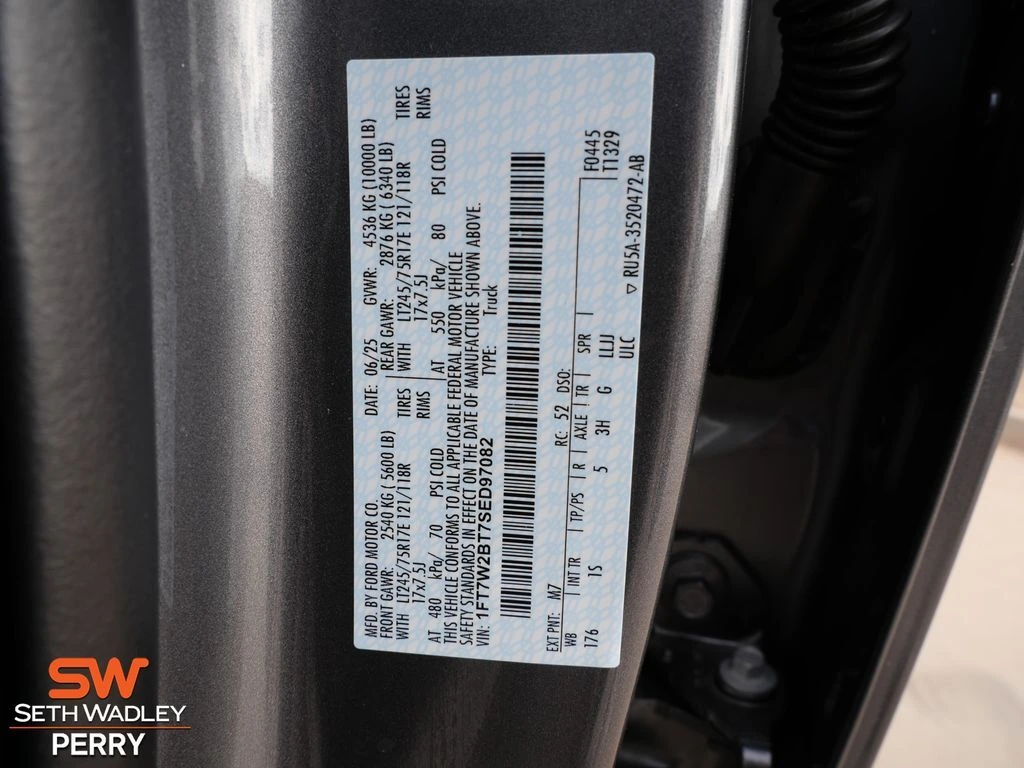 MFD. BY FORD MOTOR CO. DATE: 06/25 GVWR: 4536 KG (10000 LB)
FRONT GAWR: 2540 KG ( 5600 LB) REAR GAWR: 2876 KG ( 6340 LB)
WITH LT245/75R17E 121/118R TIRES WITH LT245/75R17E 121/118R TIRES
17x7.5J RIMS 17x7.5J RIMS
AT 480 kPa/ 70 PSI COLD AT 550 kPa/ 80 PSI COLD
THIS VEHICLE CONFORMS TO ALL APPLICABLE FEDERAL MOTOR VEHICLE
SAFETY STANDARDS IN EFFECT ON THE DATE OF MANUFACTURE SHOWN ABOVE.
VIN: 1FT7W2BT7SED97082 TYPE: Truck
EXT PNT: M7 RC: 52 DSO:
WB INT TR TP/PS R AXLE TR SPR F0445
176 1S 5 3H G LLJJ T1329
ULC ▽ RU5A-3520472-AB
SW
SETH WADLEY
PERRY